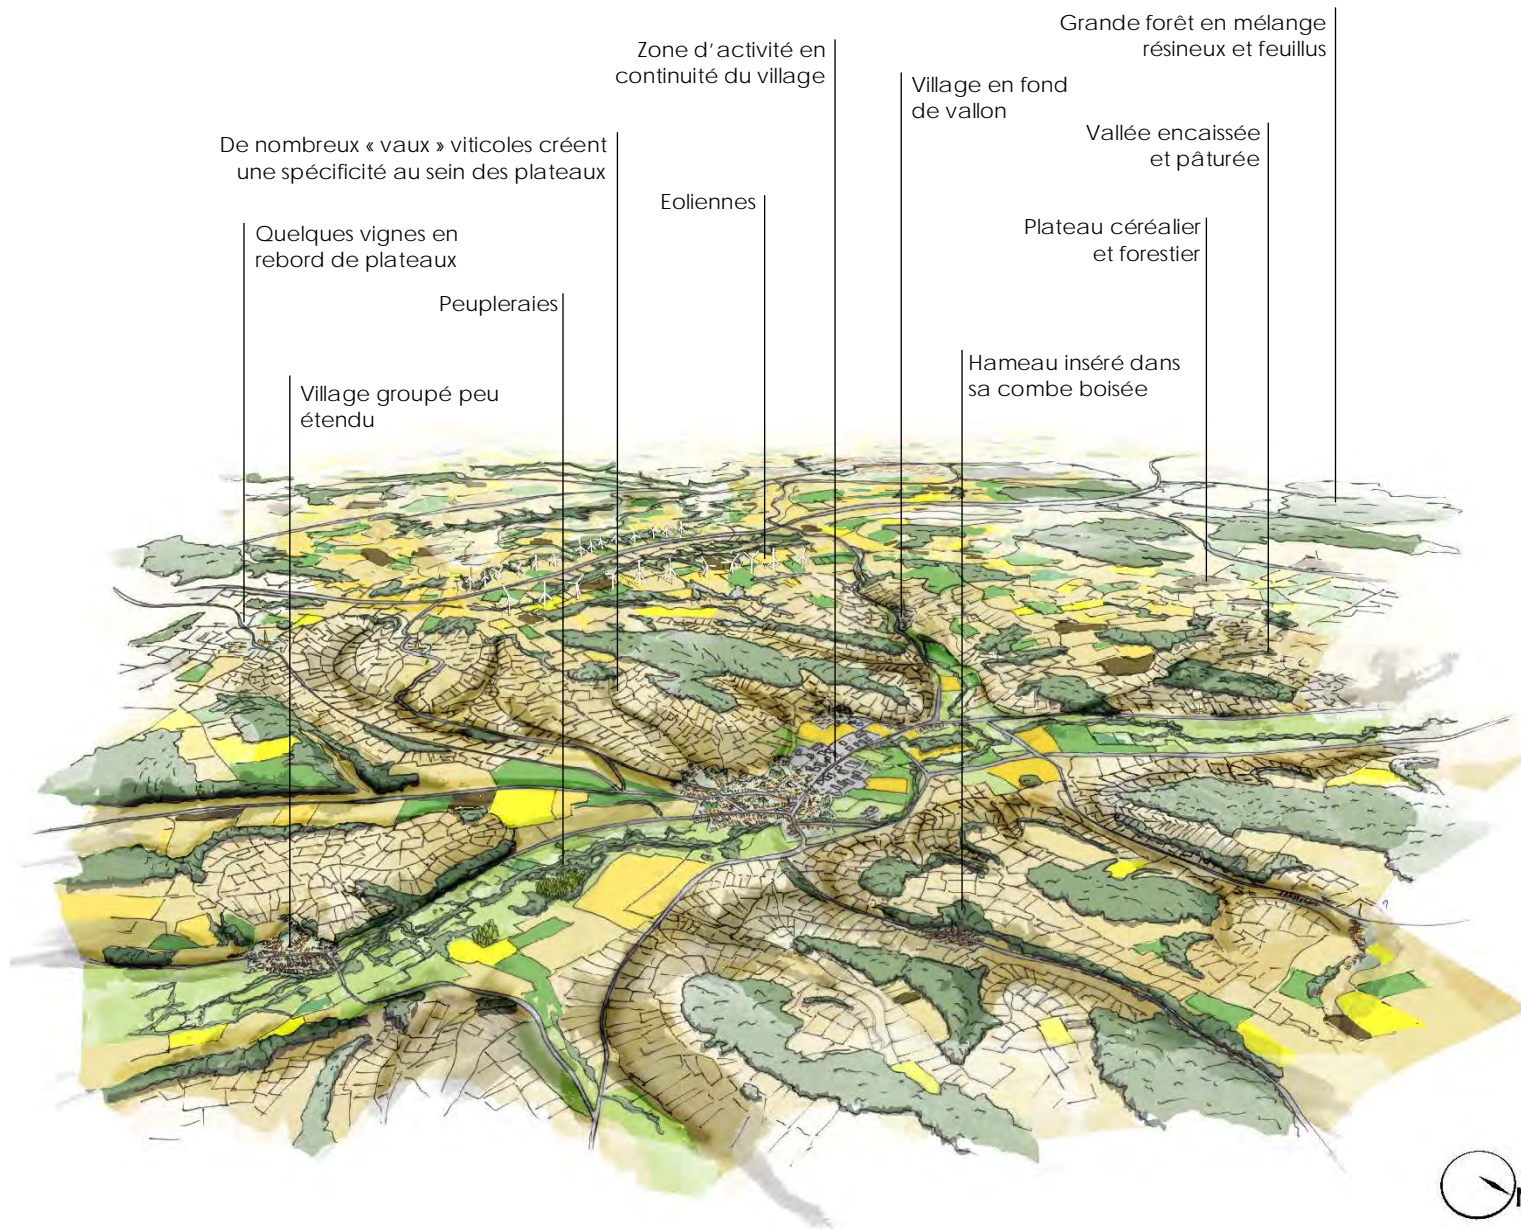 Grande forêt en mélange
résineux et feuillus
Zone d'activité en
continuité du village
Village en fond
de vallon
Vallée encaissée
et pâturée
De nombreux « vaux » viticoles créent
une spécificité au sein des plateaux
Eoliennes
Plateau céréalier
et forestier
Quelques vignes en
rebord de plateaux
Peupleraies
Hameau inséré dans
sa combe boisée
Village groupé peu
étendu